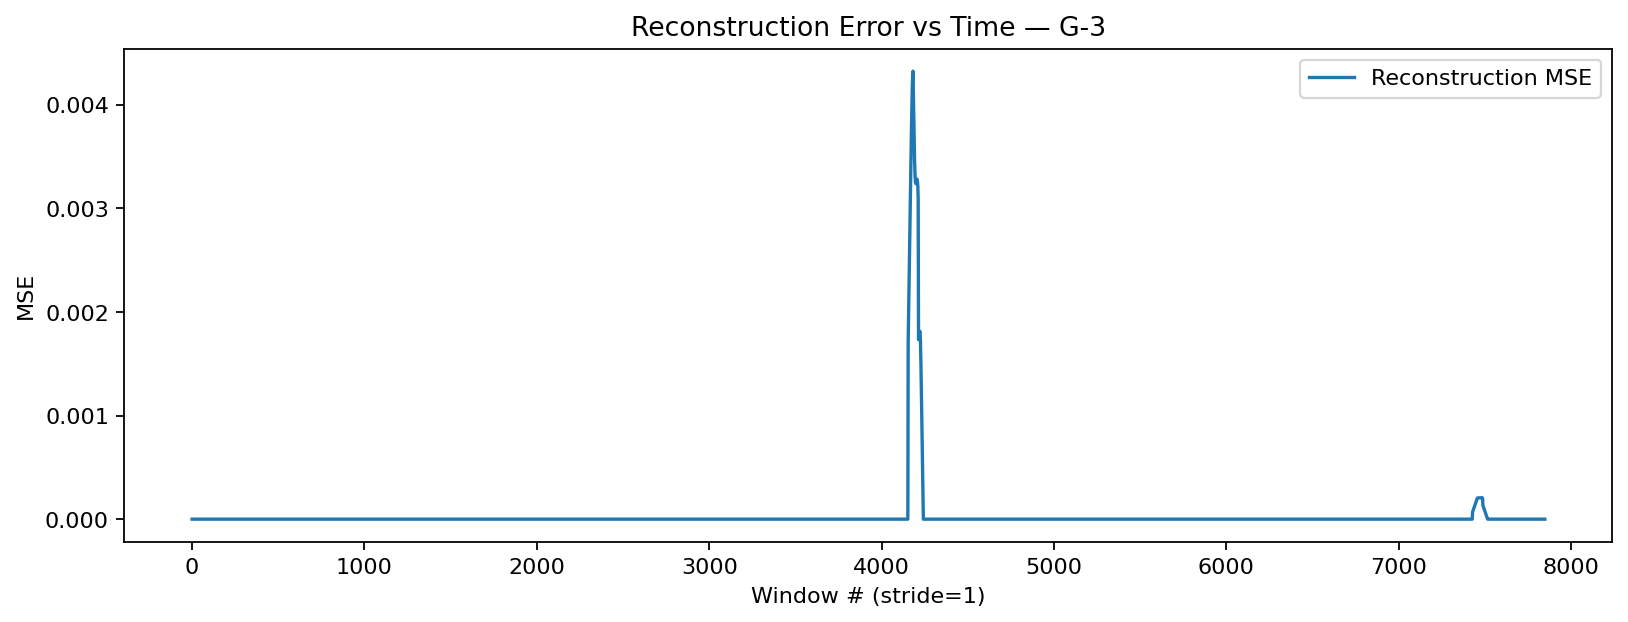 Reconstruction Error vs Time — G-3
Reconstruction MSE
MSE
0.004
0.003
0.002
0.001
0.000
0 1000 2000 3000 4000 5000 6000 7000 8000
Window # (stride=1)